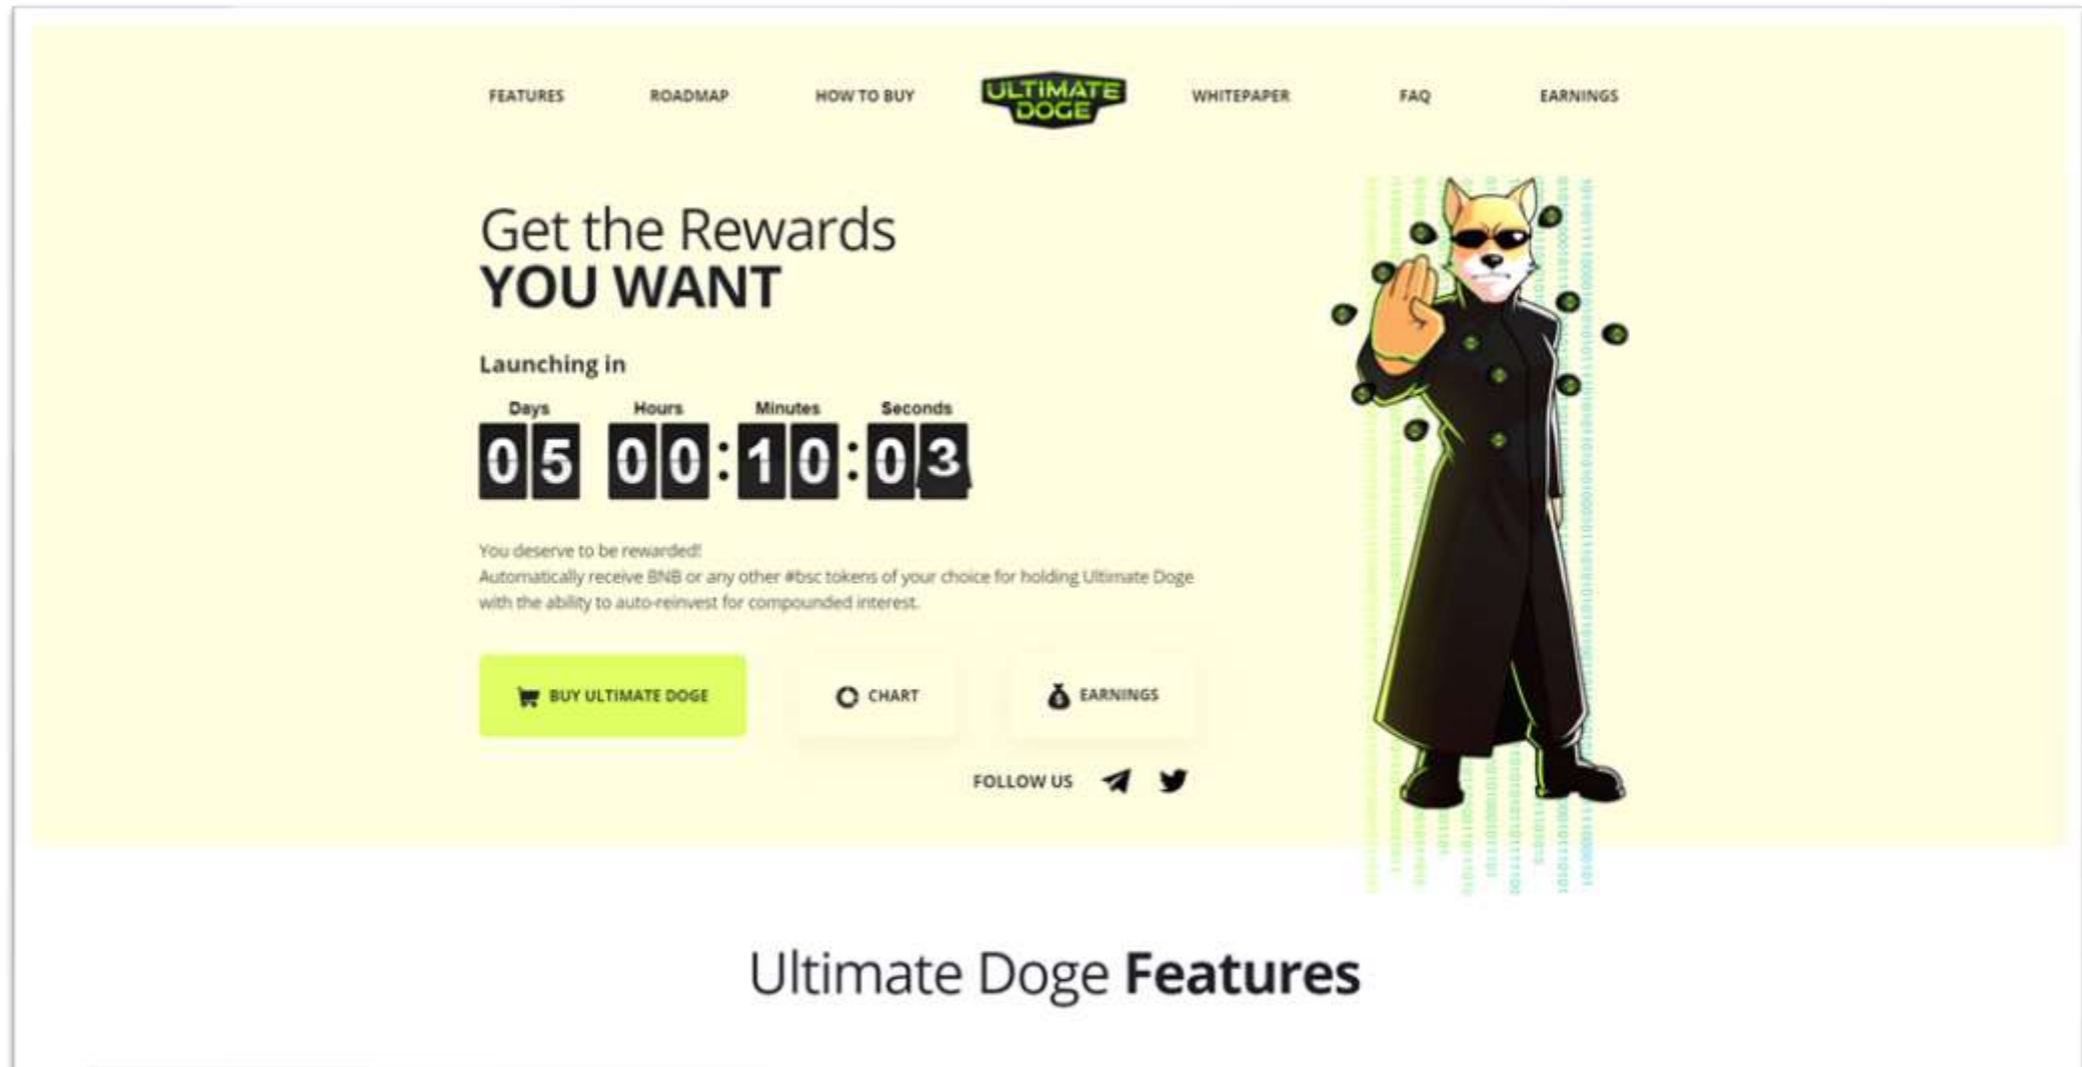 FEATURES ROADMAP HOW TO BUY ULTIMATE DOGE WHITEPAPER FAQ EARNINGS
Get the Rewards
YOU WANT
Launching in
Days Hours Minutes Seconds
05 00:10:03
You deserve to be rewarded!
Automatically receive BNB or any other #bsc tokens of your choice for holding Ultimate Doge
with the ability to auto-reinvest for compounded interest.
BUY ULTIMATE DOGE CHART EARNINGS
FOLLOW US
Ultimate Doge Features